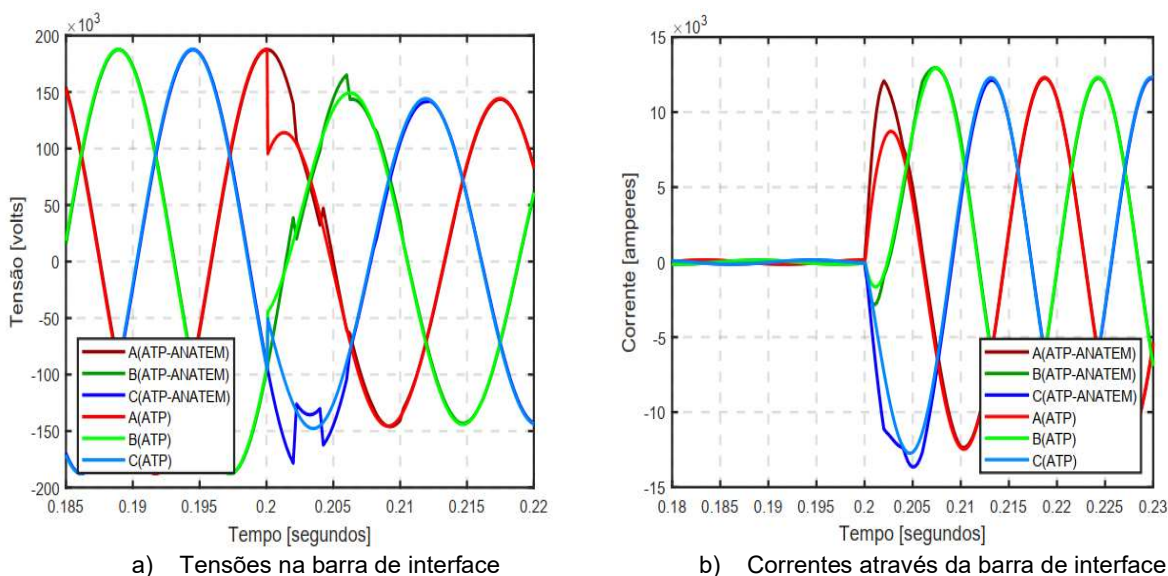 ×10³
200
150
100
50
0
-50
-100
-150
-200
Tensão [volts]
0.185
0.19
0.195
0.2
0.205
0.21
0.215
0.22
Tempo [segundos]
A(ATP-ANATEM)
B(ATP-ANATEM)
C(ATP-ANATEM)
A(ATP)
B(ATP)
C(ATP)
a) Tensões na barra de interface
×10³
15
10
5
0
-5
-10
-15
Corrente [amperes]
0.18
0.185
0.19
0.195
0.2
0.205
0.21
0.215
0.22
0.225
0.23
Tempo [segundos]
A(ATP-ANATEM)
B(ATP-ANATEM)
C(ATP-ANATEM)
A(ATP)
B(ATP)
C(ATP)
b) Correntes através da barra de interface